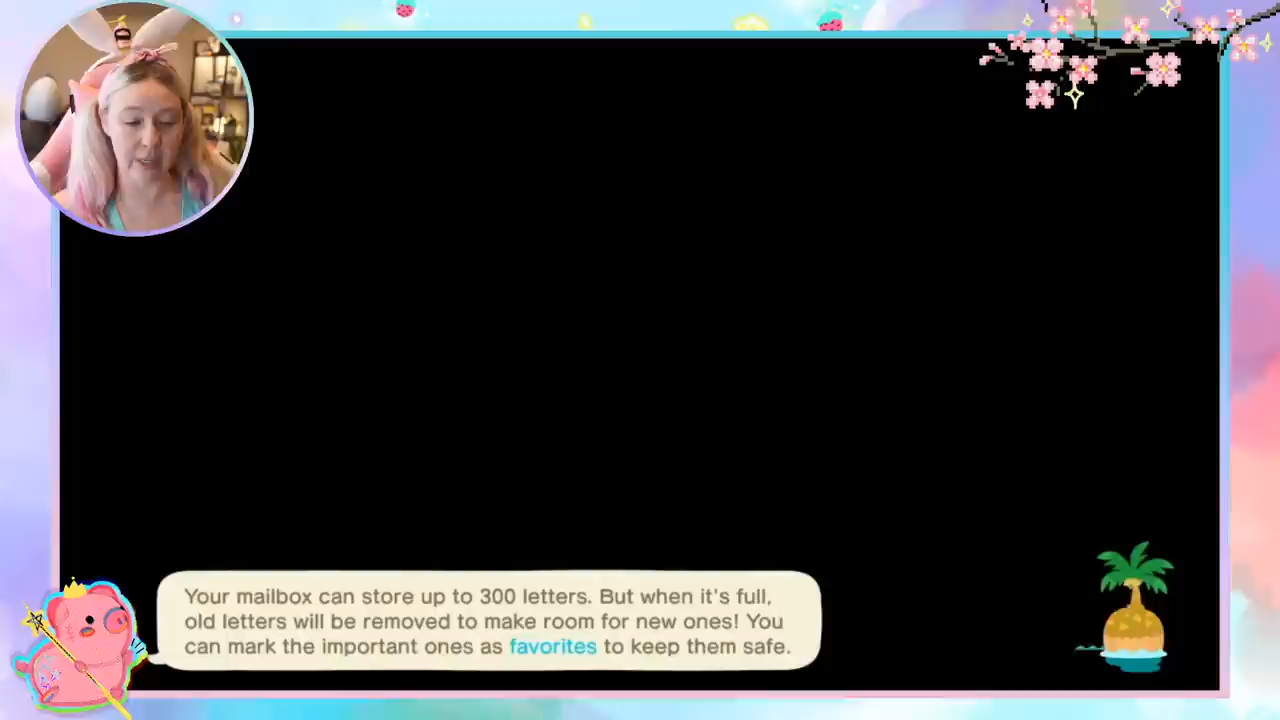 Your mailbox can store up to 300 letters. But when it's full,
old letters will be removed to make room for new ones! You
can mark the important ones as favorites to keep them safe.